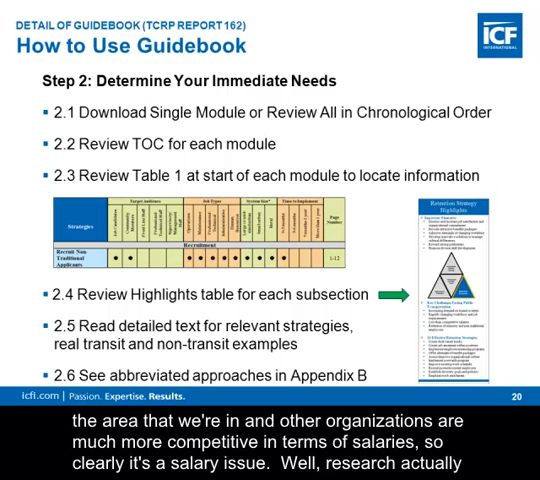 DETAIL OF GUIDEBOOK (TCRP REPORT 162)
How to Use Guidebook
ICF
INTERNATIONAL
Step 2: Determine Your Immediate Needs
▪ 2.1 Download Single Module or Review All in Chronological Order
▪ 2.2 Review TOC for each module
▪ 2.3 Review Table 1 at start of each module to locate information
Strategies
Target Audience
Job Types
System Size*
Time to Implement
Page Number
Recruitment
Recruit Non-Traditional Applicants
1-12
Retention Strategy
Highlights
▪ 2.4 Review Highlights table for each subsection
▪ 2.5 Read detailed text for relevant strategies,
real transit and non-transit examples
▪ 2.6 See abbreviated approaches in Appendix B
icfi.com | Passion. Expertise. Results.
20
the area that we're in and other organizations are
much more competitive in terms of salaries, so
clearly it's a salary issue. Well, research actually